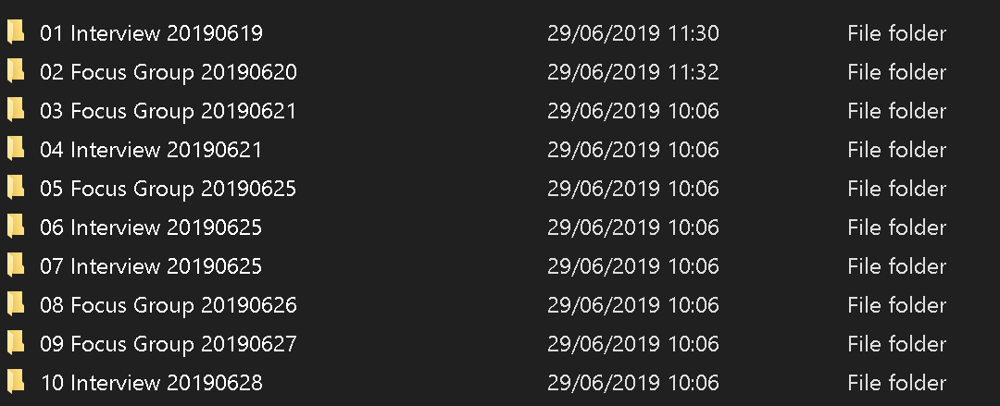 01 Interview 20190619 29/06/2019 11:30 File folder
02 Focus Group 20190620 29/06/2019 11:32 File folder
03 Focus Group 20190621 29/06/2019 10:06 File folder
04 Interview 20190621 29/06/2019 10:06 File folder
05 Focus Group 20190625 29/06/2019 10:06 File folder
06 Interview 20190625 29/06/2019 10:06 File folder
07 Interview 20190625 29/06/2019 10:06 File folder
08 Focus Group 20190626 29/06/2019 10:06 File folder
09 Focus Group 20190627 29/06/2019 10:06 File folder
10 Interview 20190628 29/06/2019 10:06 File folder